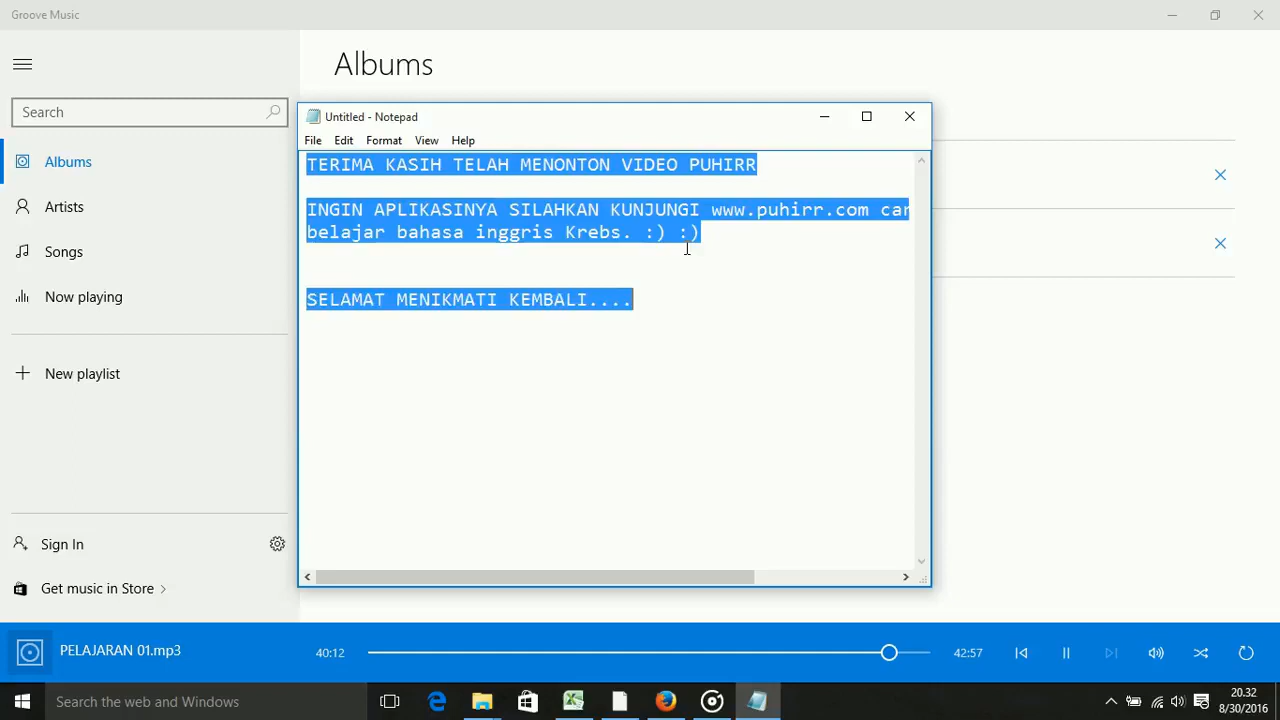 Groove Music
Albums
Search
Albums
Artists
Songs
Now playing
New playlist
Sign In
Get music in Store
Untitled - Notepad
File Edit Format View Help
TERIMA KASIH TELAH MENONTON VIDEO PUHIRR
INGIN APLIKASINYA SILAHKAN KUNJUNGI www.puhirr.com
belajar bahasa inggris Krebs. :) :)
SELAMAT MENIKMATI KEMBALI....
PELAJARAN 01.mp3
40:12
42:57
Search the web and Windows
20.32
8/30/2016